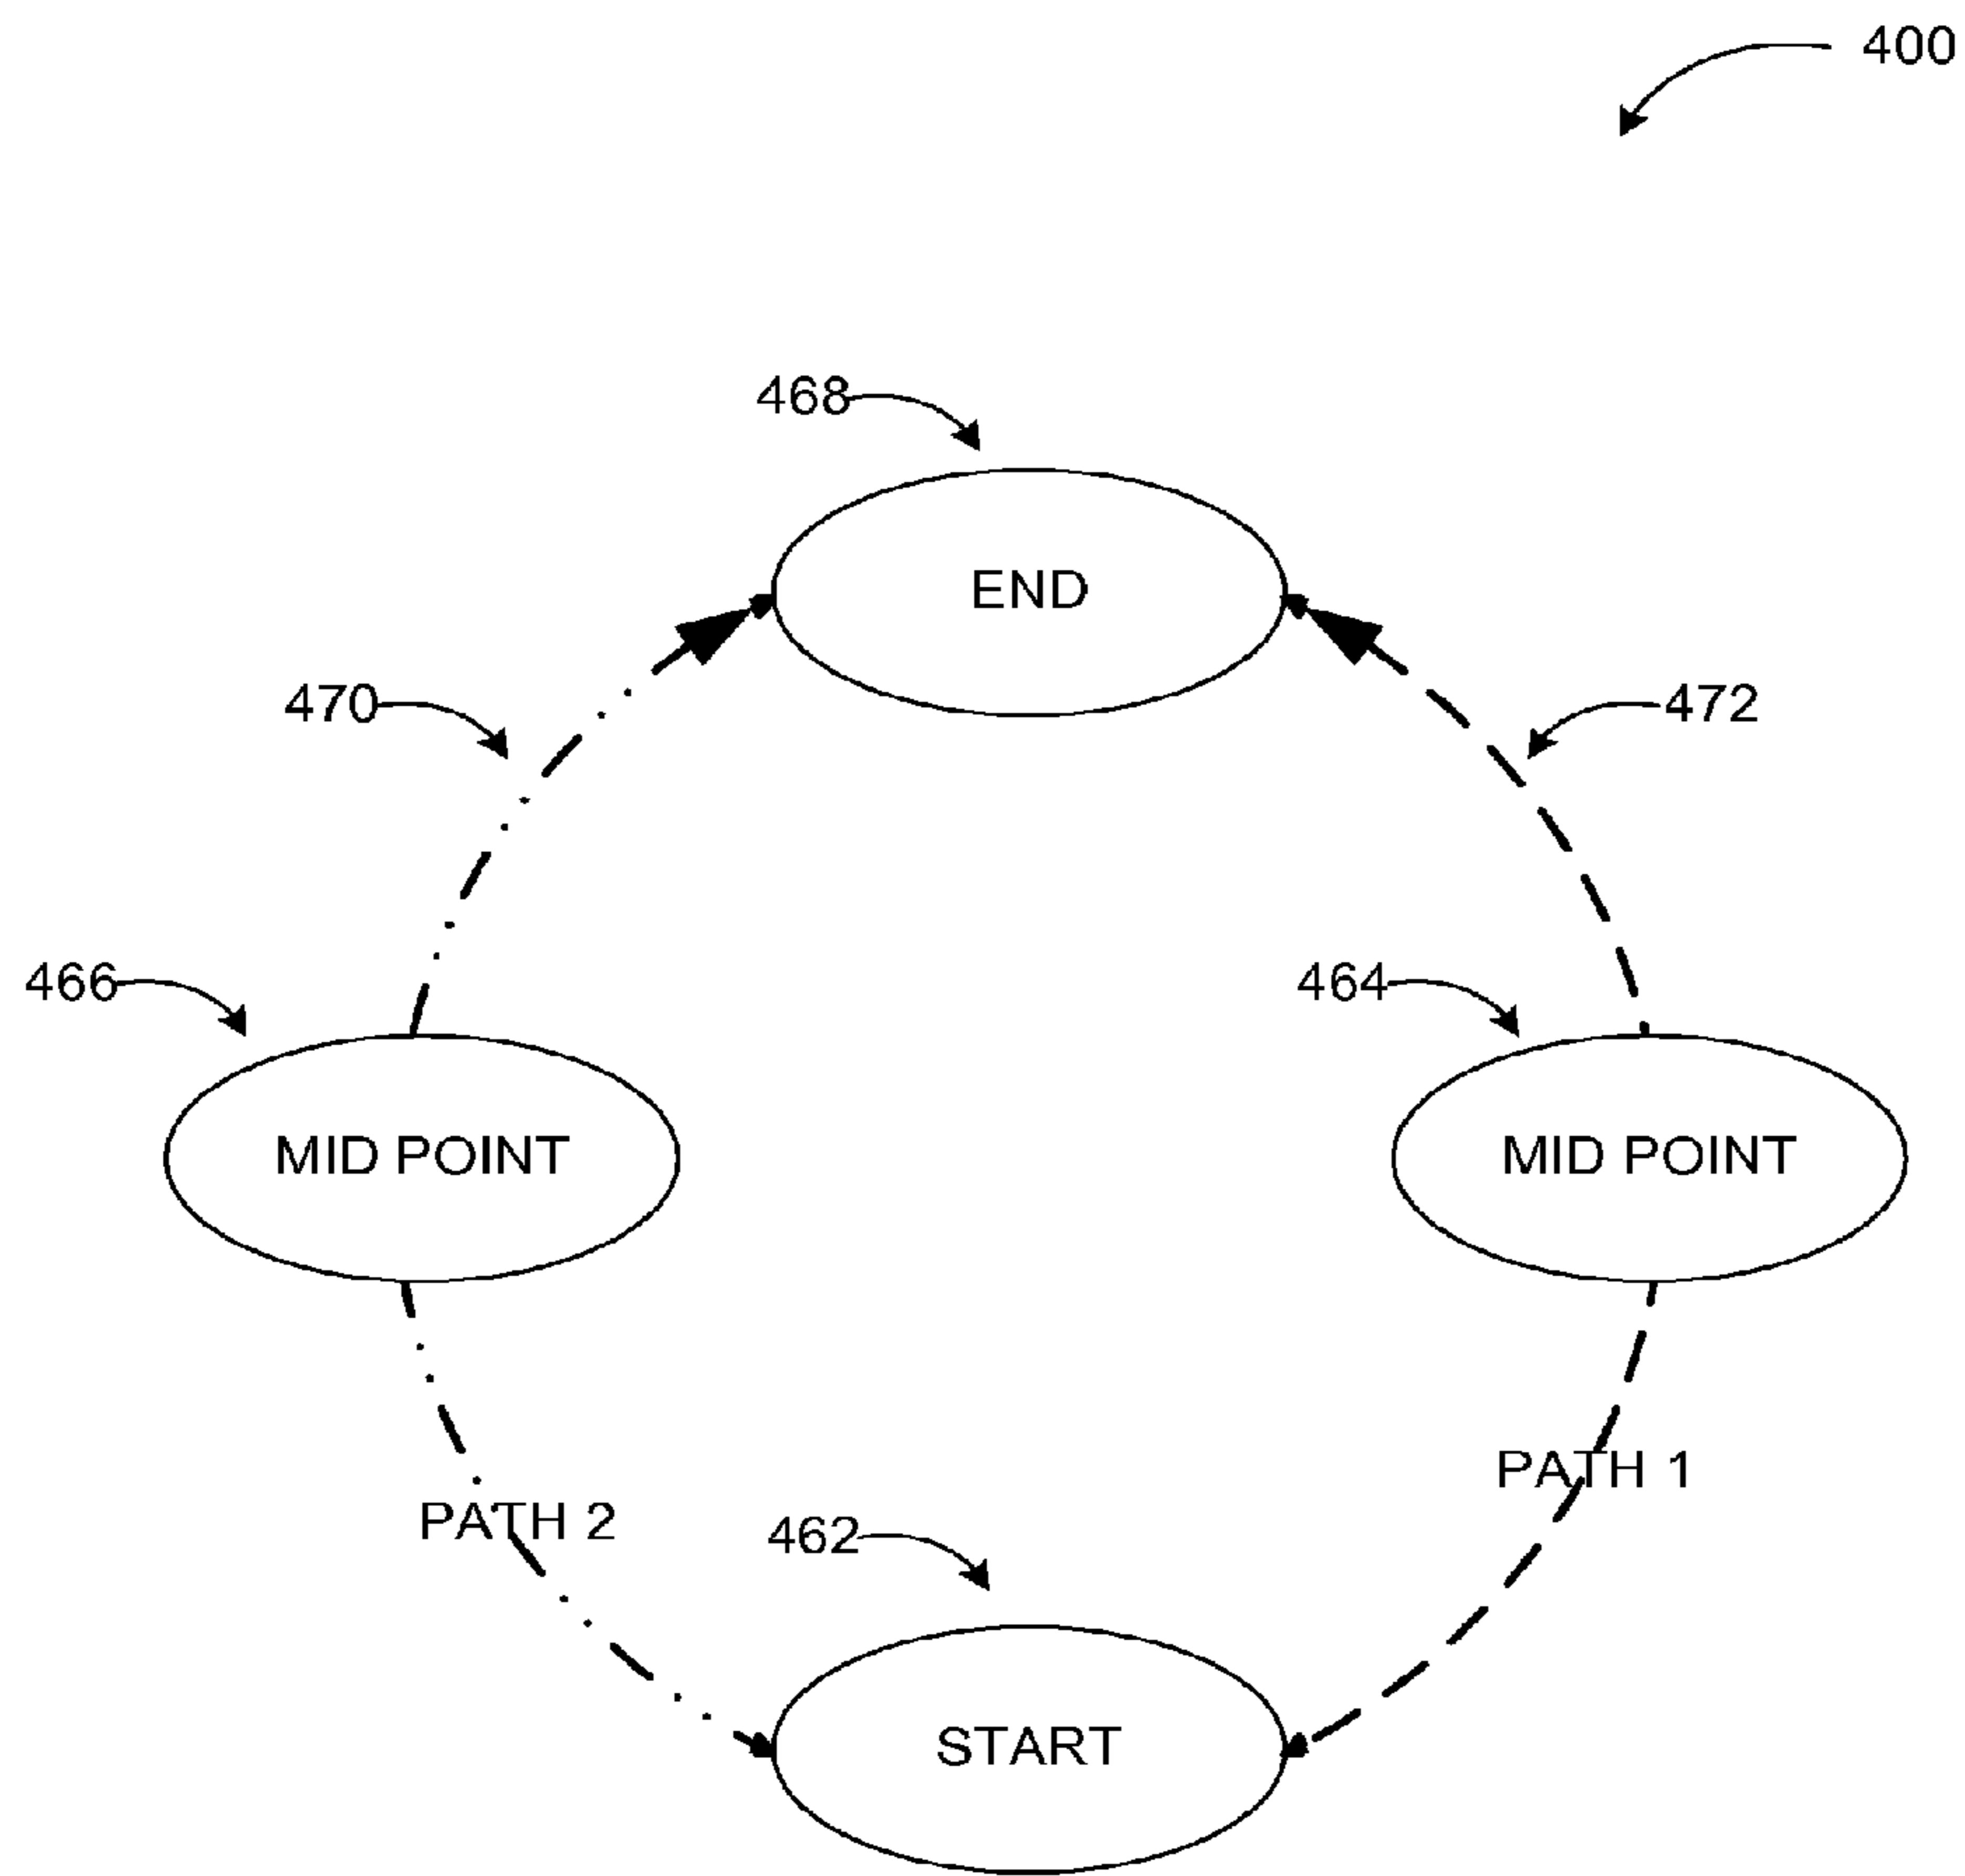 400
468
END
470
472
466
464
MID POINT
MID POINT
PATH 1
PATH 2
462
START